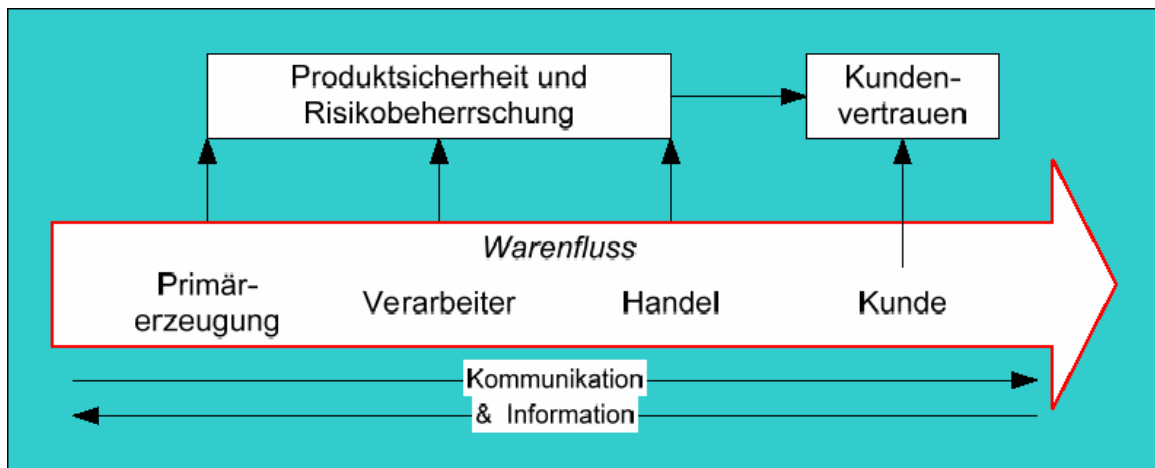 Produktsicherheit und
Risikobeherrschung
Kunden-
vertrauen
Warenfluss
Primär-
erzeugung
Verarbeiter
Handel
Kunde
Kommunikation
& Information